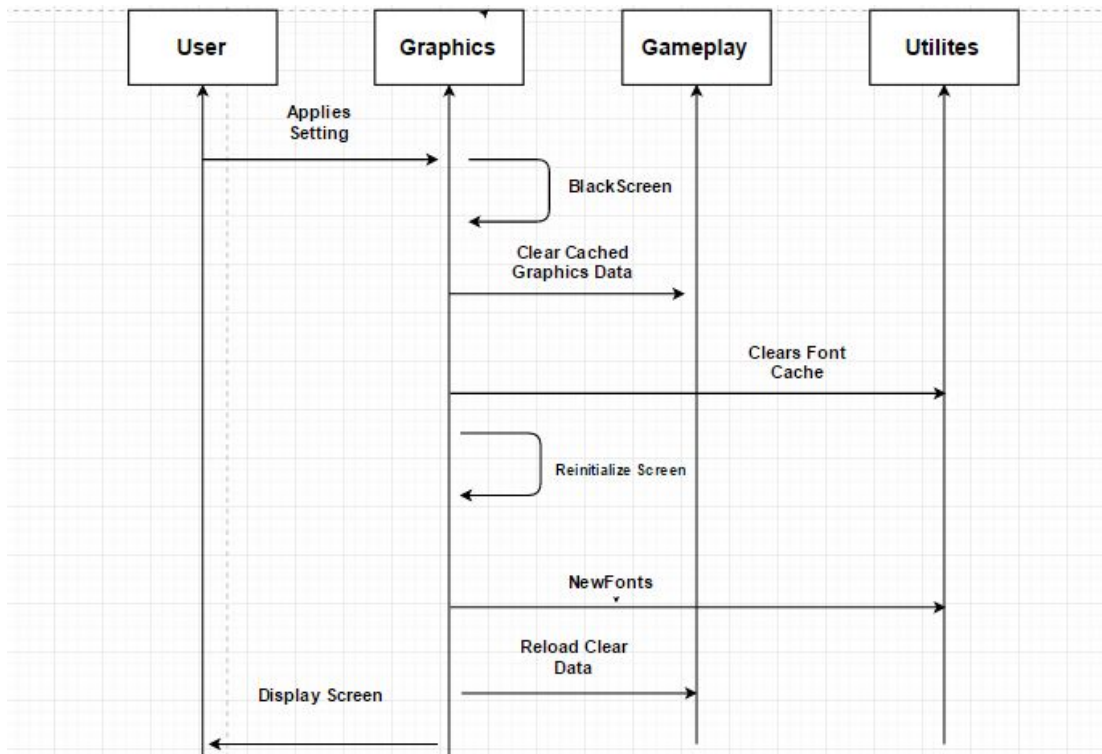 User
Graphics
Gameplay
Utilites
Applies
Setting
BlackScreen
Clear Cached
Graphics Data
Clears Font
Cache
Reinitialize Screen
NewFonts
Reload Clear
Data
Display Screen